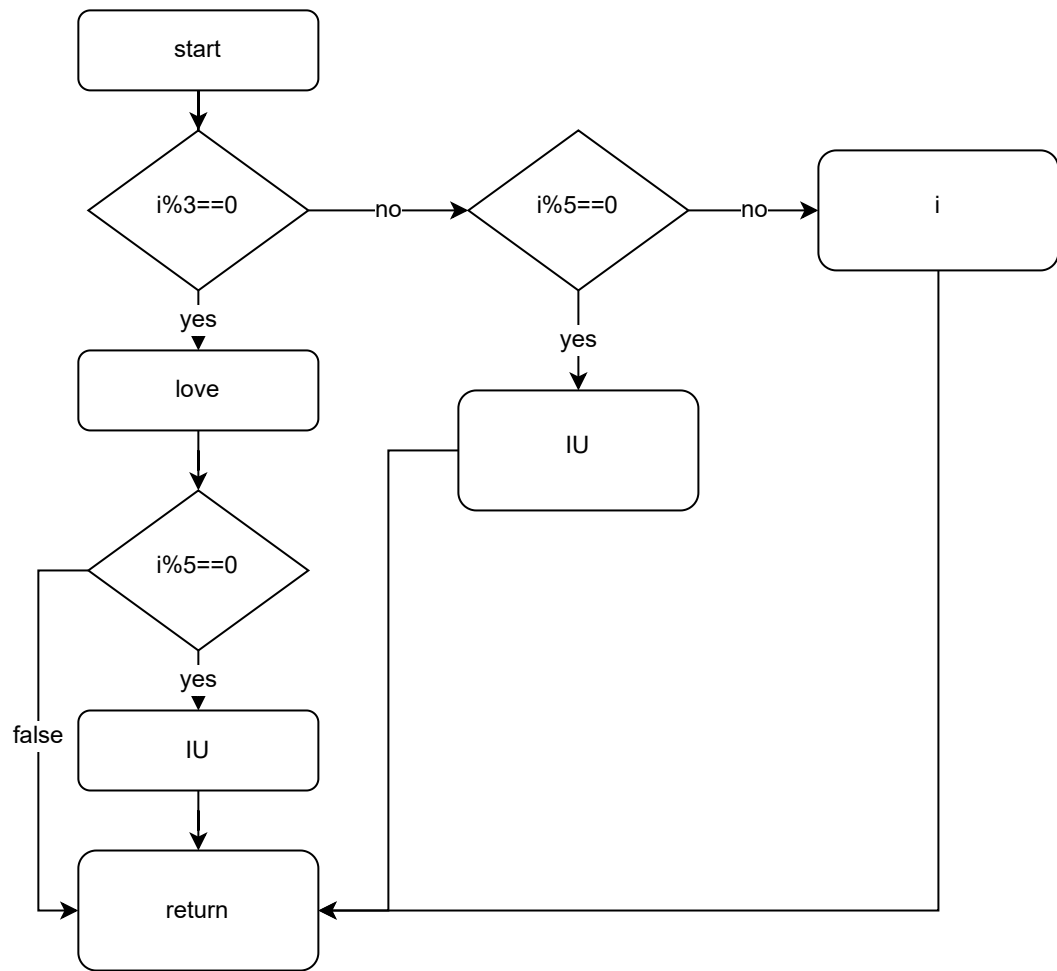 start
i%3==0
no
i%5==0
no
i
yes
love
yes
IU
i%5==0
yes
false
IU
return